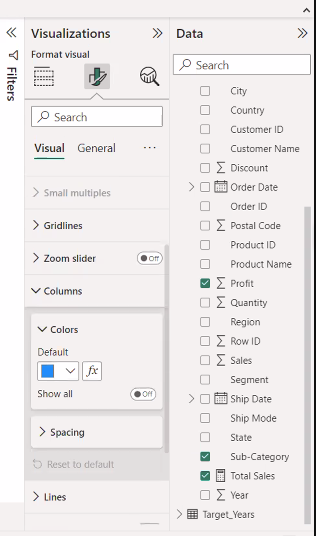 Filters
Visualizations
Format visual
Search
Visual
General
...
Small multiples
Gridlines
Zoom slider
Off
Columns
Colors
Default
fx
Show all
Off
Spacing
Reset to default
Lines
Data
Search
City
Country
Customer ID
Customer Name
Discount
Order Date
Order ID
Postal Code
Product ID
Product Name
Profit
Quantity
Region
Row ID
Sales
Segment
Ship Date
Ship Mode
State
Sub-Category
Total Sales
Year
Target_Years